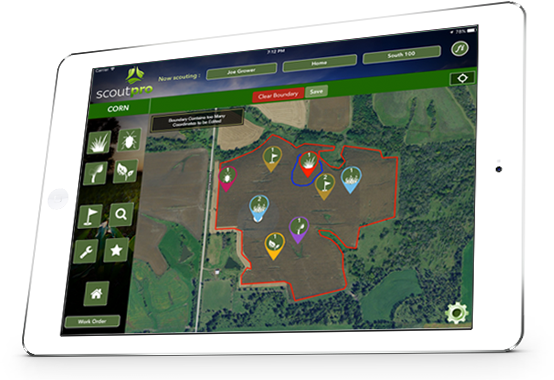 Carrier
7:12 PM
78%
scoutpro
Now scouting :
Joe Grower
Home
South 100
CORN
Clear Boundary
Save
Boundary Contains too Many
Coordinates to be Edited!
Work Order